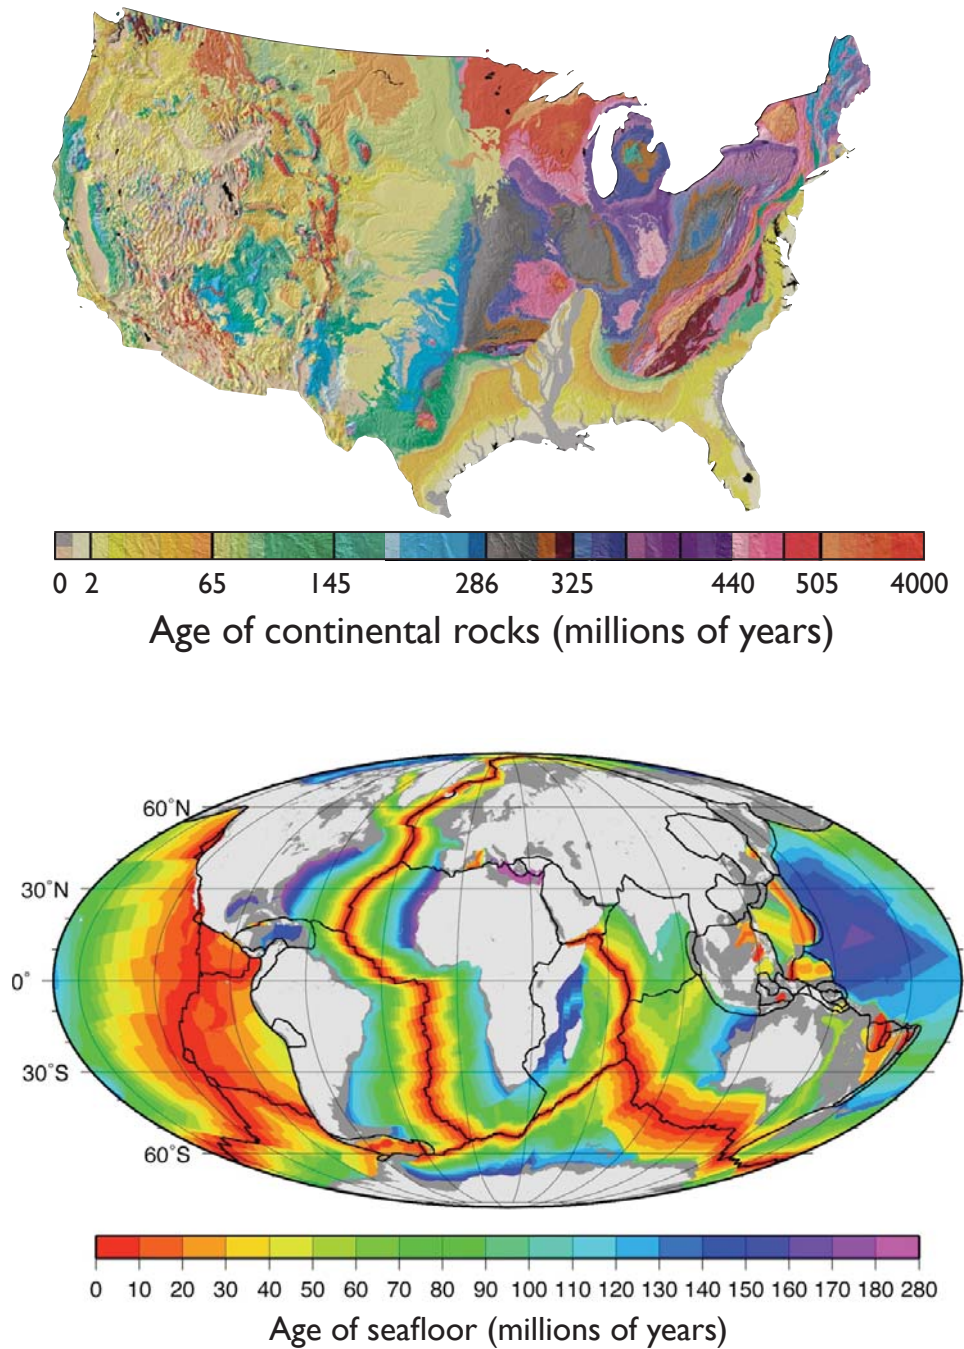 0 2 65 145 286 325 440 505 4000
Age of continental rocks (millions of years)
60°N
30°N
0°
30°S
60°S
0 10 20 30 40 50 60 70 80 90 100 110 120 130 140 150 160 170 180 280
Age of seafloor (millions of years)